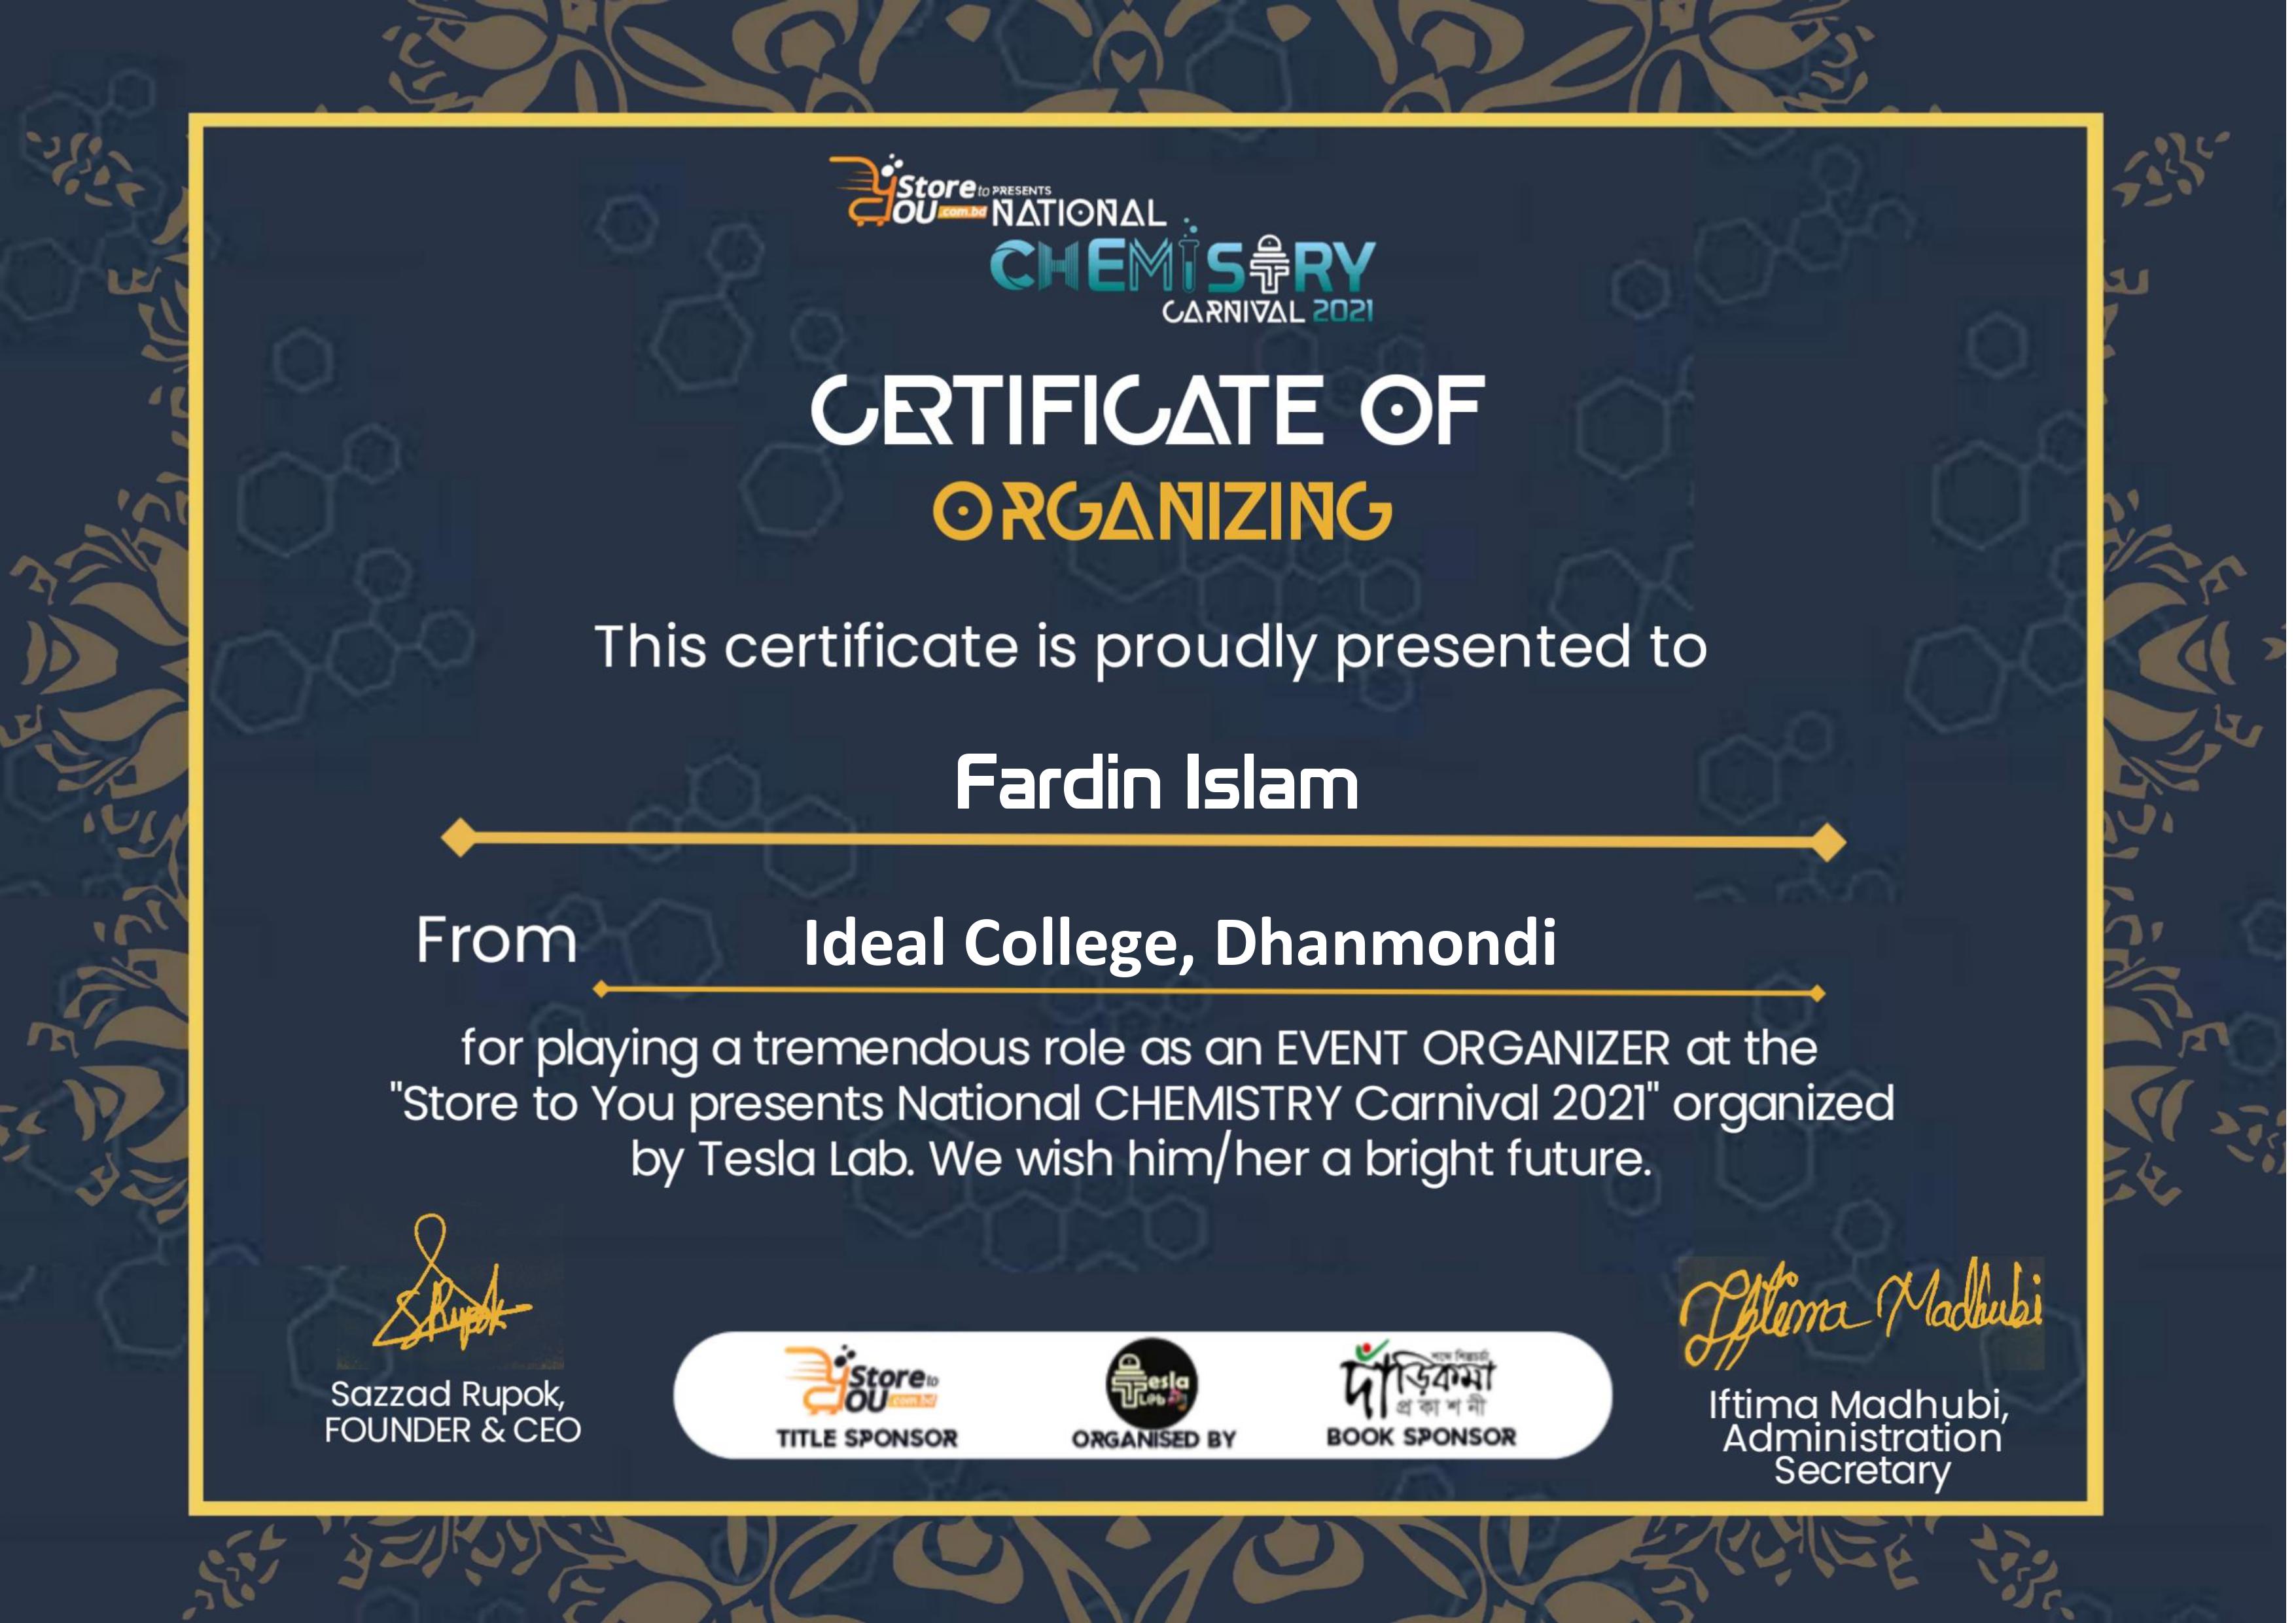 Store to PRESENTS
YOU .com.bd NATIONAL
CHEMISTRY
CARNIVAL 2021
CERTIFICATE OF
ORGANIZING
This certificate is proudly presented to
Fardin Islam
From Ideal College, Dhanmondi
for playing a tremendous role as an EVENT ORGANIZER at the
"Store to You presents National CHEMISTRY Carnival 2021" organized
by Tesla Lab. We wish him/her a bright future.
SRupok
Sazzad Rupok,
FOUNDER & CEO
Store to
YOU .com.bd
TITLE SPONSOR
Tesla
Lab
ORGANISED BY
দাঁড়িকমা
প্রকাশনী
BOOK SPONSOR
Iftima Madhubi
Iftima Madhubi,
Administration
Secretary